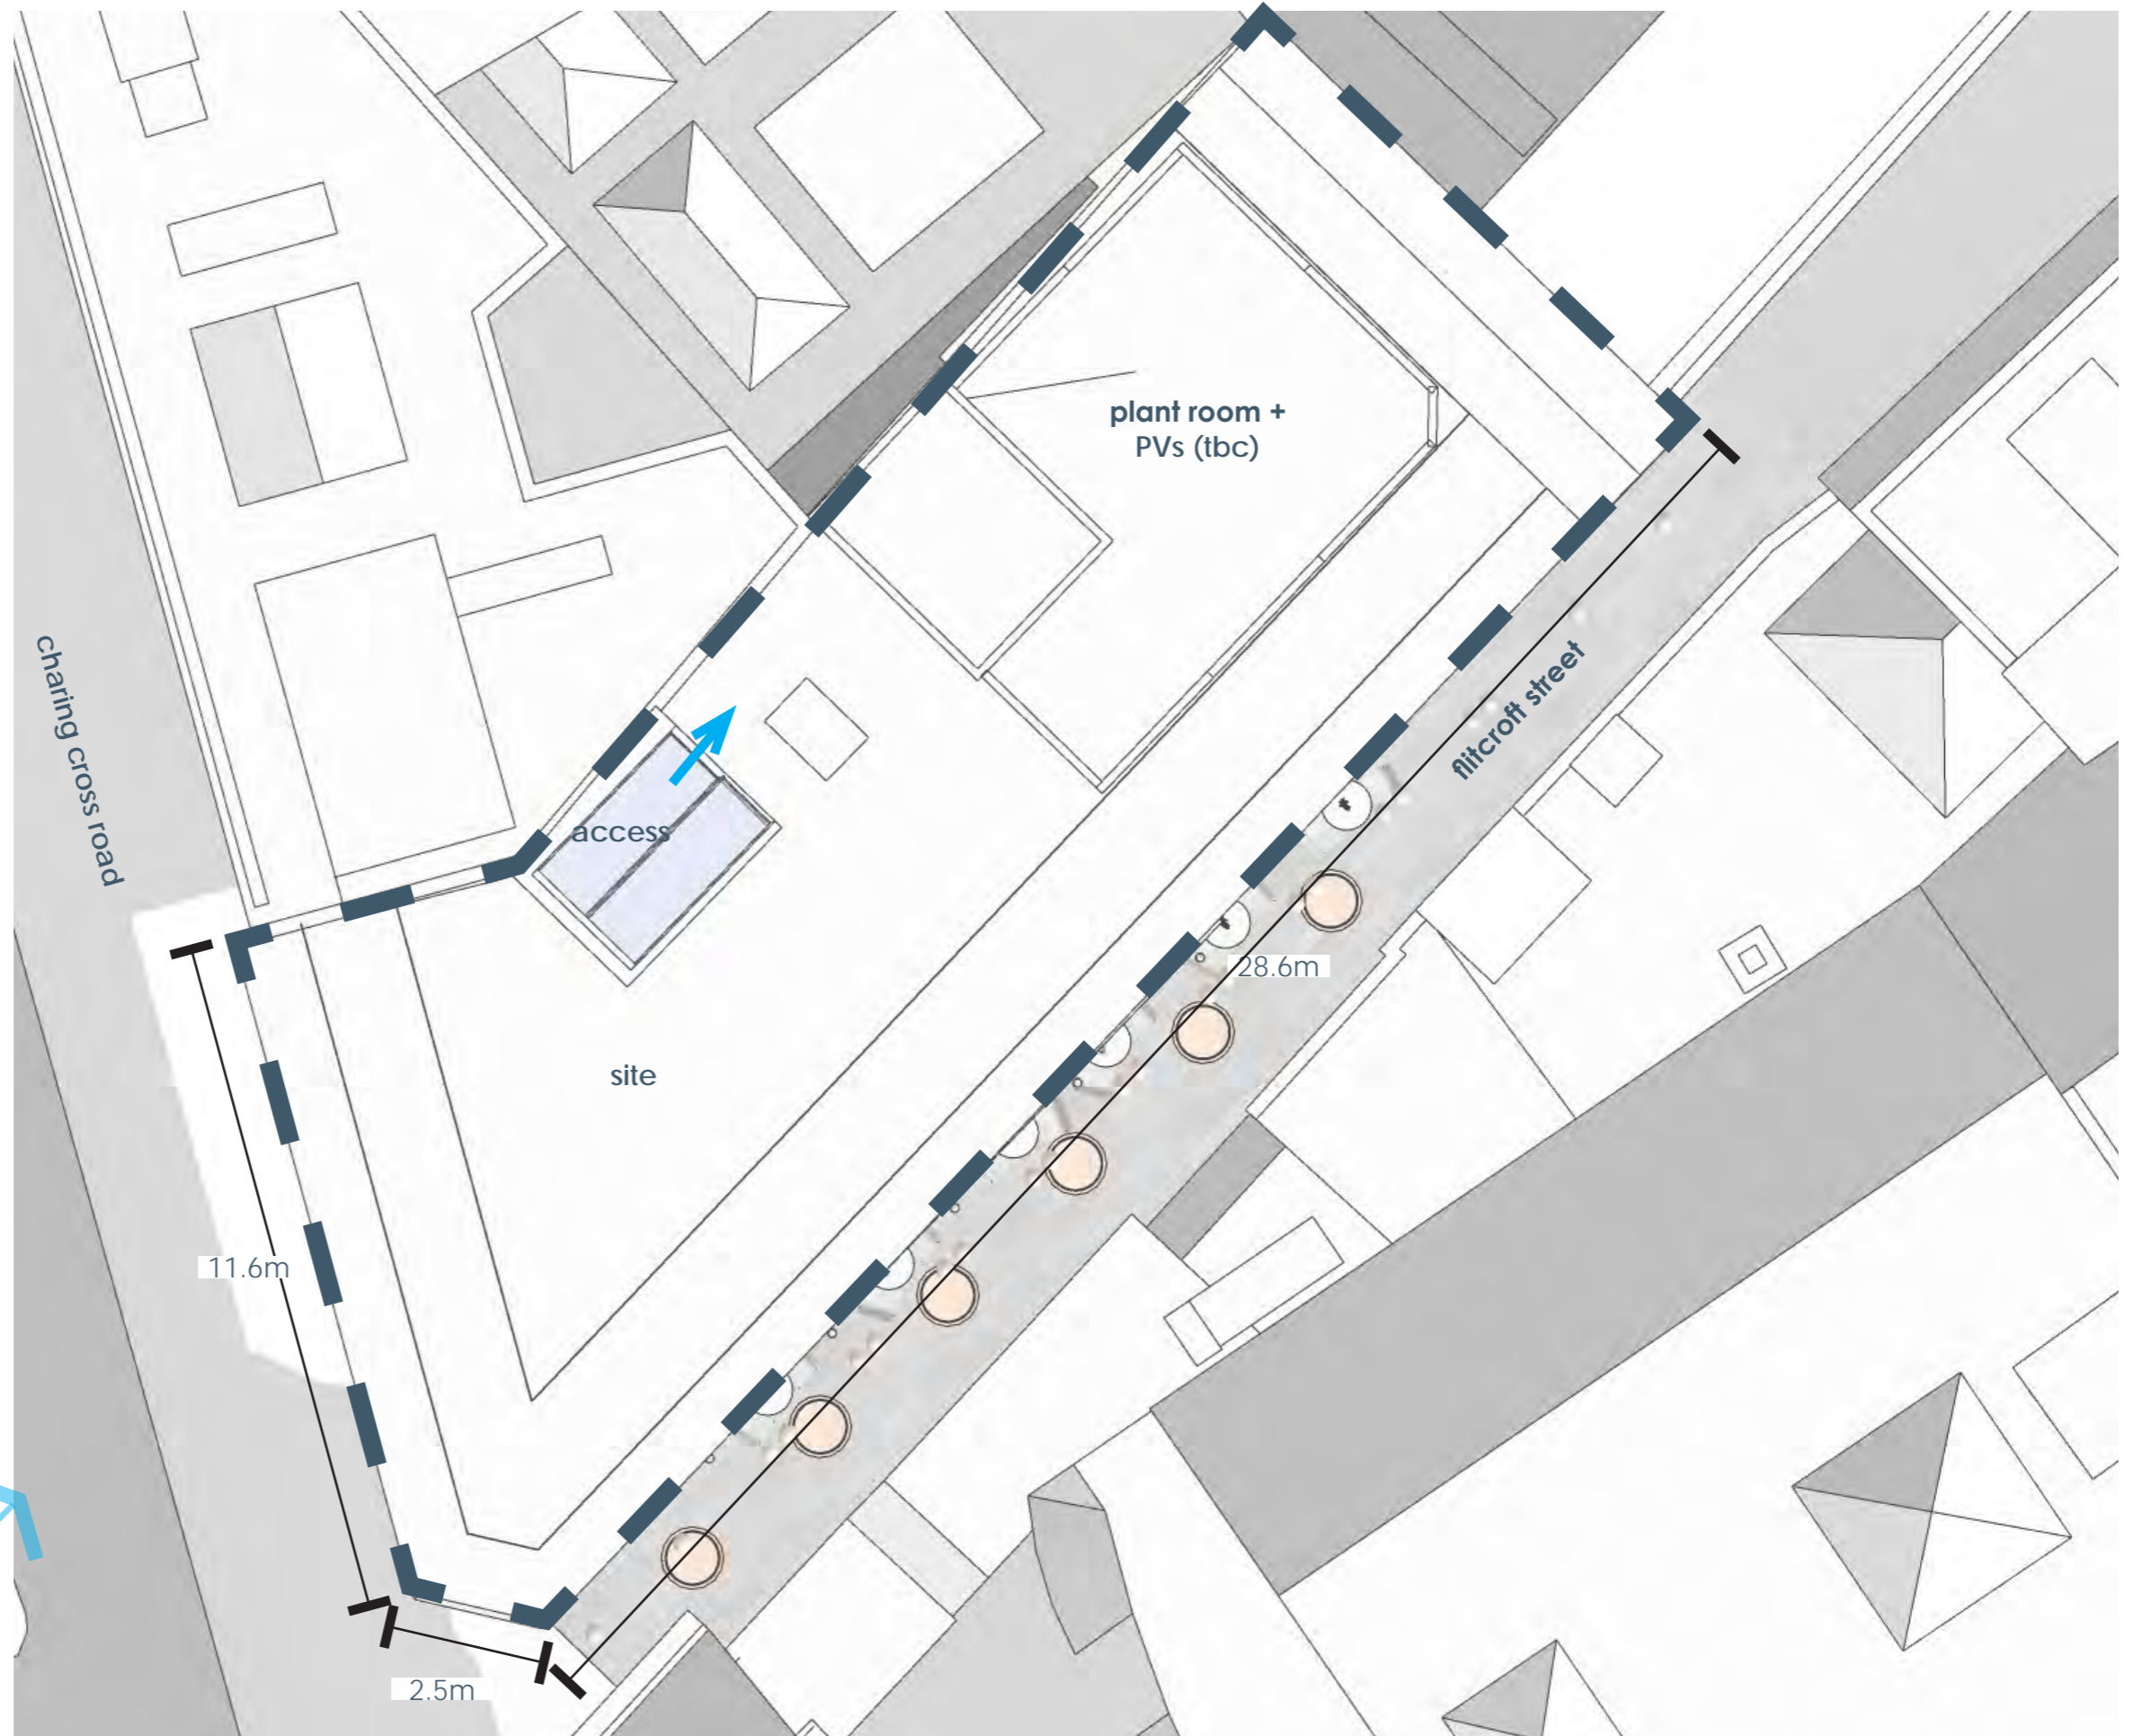 plant room +
PVs (tbc)
charing cross road
flitcroft street
access
28.6m
site
11.6m
2.5m